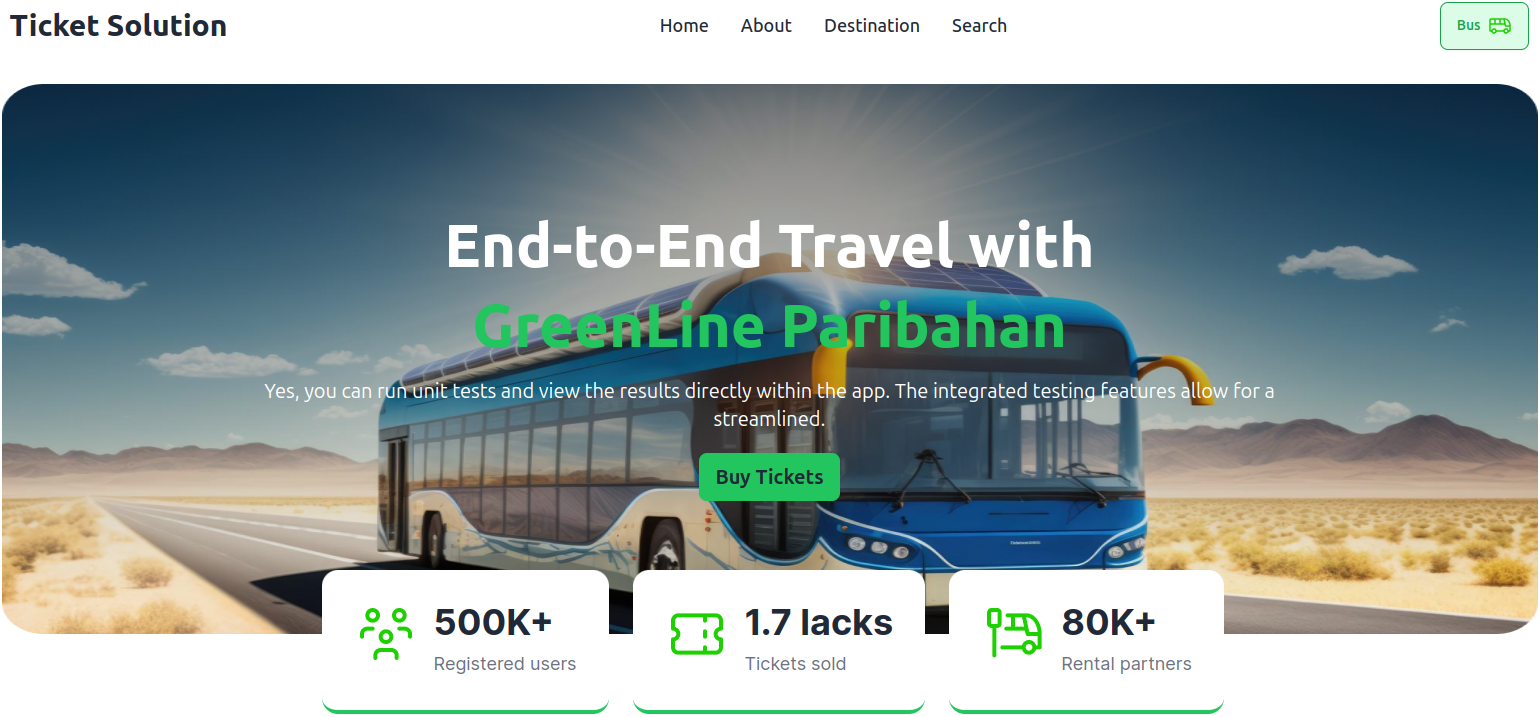 Ticket Solution
Home About Destination Search
Bus
End-to-End Travel with
GreenLine Paribahan
Yes, you can run unit tests and view the results directly within the app. The integrated testing features allow for a
streamlined.
Buy Tickets
500K+
Registered users
1.7 lacks
Tickets sold
80K+
Rental partners